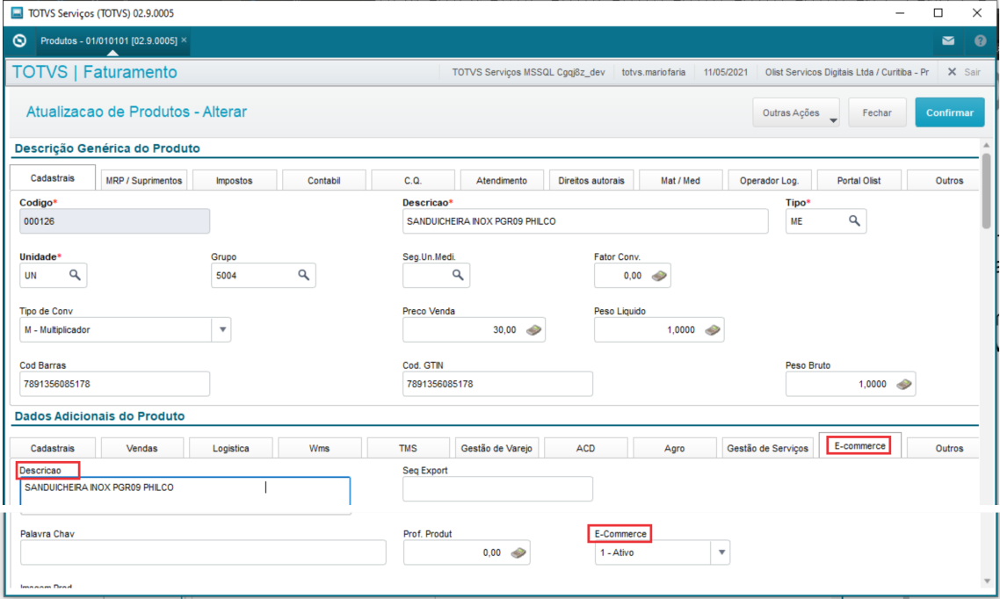 TOTVS Serviços (TOTVS) 02.9.0005
Produtos - 01/010101 [02.9.0005] ×
TOTVS | Faturamento TOTVS Serviços MSSQL Cgqj8z_dev totvs.mariofaria 11/05/2021 Olist Servicos Digitais Ltda / Curitiba - Pr Sair
Atualizacao de Produtos - Alterar Outras Ações Fechar Confirmar
Descrição Genérica do Produto
Cadastrais MRP / Suprimentos Impostos Contabil C.Q. Atendimento Direitos autorais Mat / Med Operador Log. Portal Olist Outros
Codigo* Descricao* Tipo*
000126 SANDUICHEIRA INOX PGR09 PHILCO ME
Unidade* Grupo Seg.Un.Medi. Fator Conv.
UN 5004 0,00
Tipo de Conv Preco Venda Peso Liquido
M - Multiplicador 30,00 1,0000
Cod Barras Cod. GTIN Peso Bruto
7891356085178 7891356085178 1,0000
Dados Adicionais do Produto
Cadastrais Vendas Logistica Wms TMS Gestão de Varejo ACD Agro Gestão de Serviços E-commerce Outros
Descricao Seq Export
SANDUICHEIRA INOX PGR09 PHILCO
Palavra Chav Prof. Produt E-Commerce
0,00 1 - Ativo
Imagem Prod